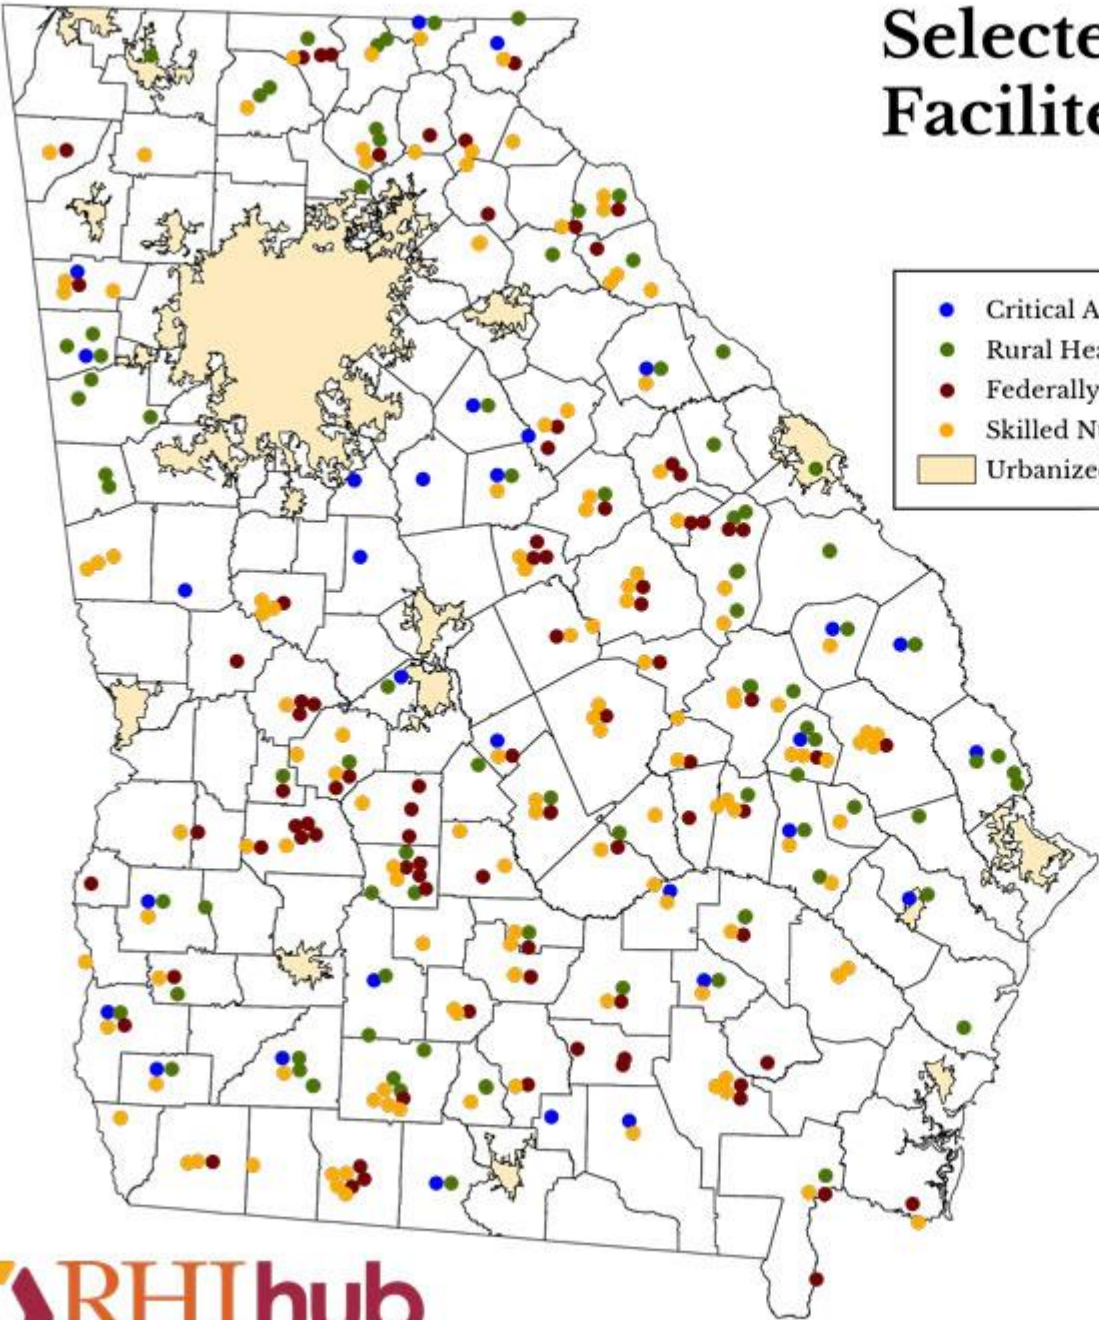 Selecte
Facilite
Critical A
Rural Hea
Federally
Skilled N
Urbanize
RHIhub